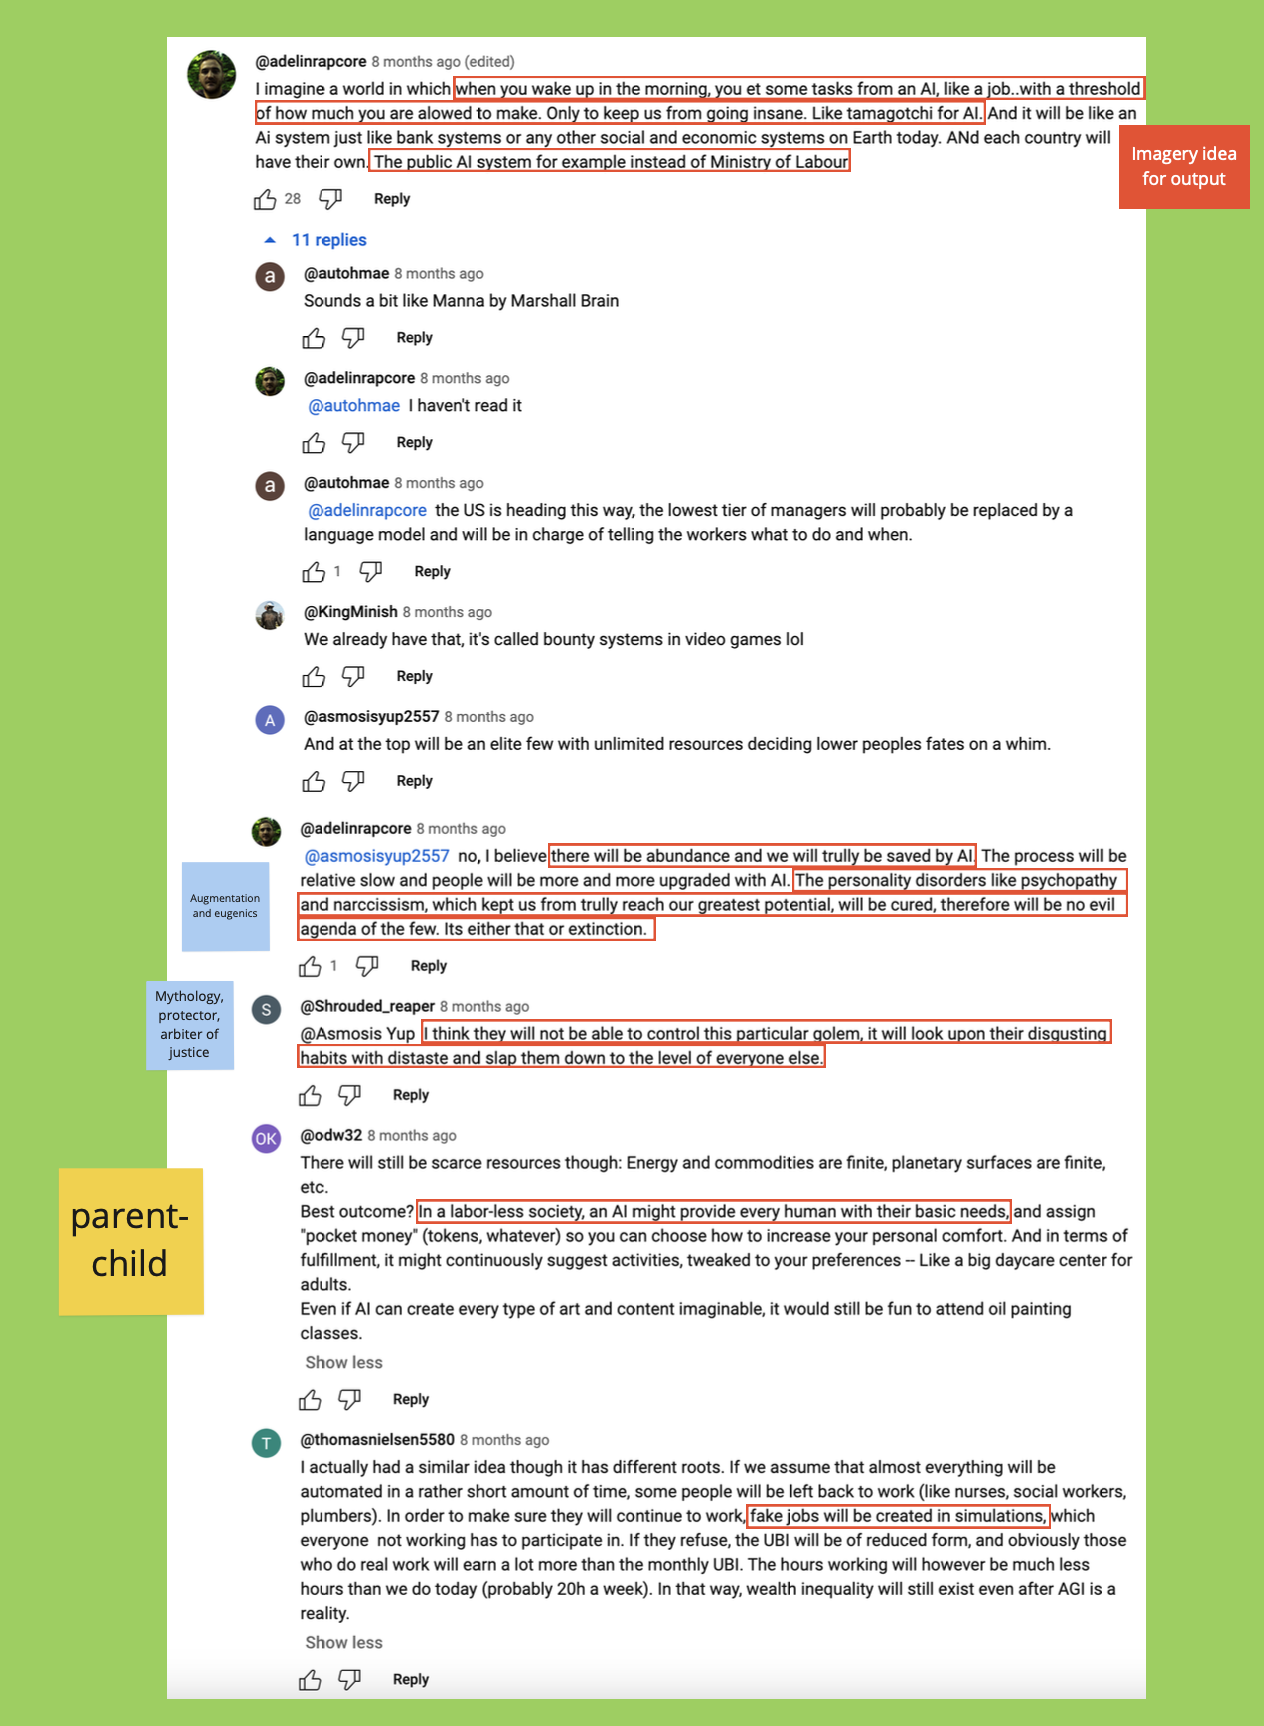 @adelinrapcore 8 months ago (edited)
I imagine a world in which when you wake up in the morning, you et some tasks from an AI, like a job..with a threshold
of how much you are alowed to make. Only to keep us from going insane. Like tamagotchi for AI. And it will be like an
Ai system just like bank systems or any other social and economic systems on Earth today. ANd each country will
have their own. The public AI system for example instead of Ministry of Labour
Imagery idea
for output
28 Reply
11 replies
a
@autohmae 8 months ago
Sounds a bit like Manna by Marshall Brain
Reply
@adelinrapcore 8 months ago
@autohmae I haven't read it
Reply
a
@autohmae 8 months ago
@adelinrapcore the US is heading this way, the lowest tier of managers will probably be replaced by a
language model and will be in charge of telling the workers what to do and when.
1 Reply
@KingMinish 8 months ago
We already have that, it's called bounty systems in video games lol
Reply
A
@asmosisyup2557 8 months ago
And at the top will be an elite few with unlimited resources deciding lower peoples fates on a whim.
Reply
@adelinrapcore 8 months ago
@asmosisyup2557 no, I believe there will be abundance and we will trully be saved by AI. The process will be
relative slow and people will be more and more upgraded with AI. The personality disorders like psychopathy
and narccissism, which kept us from trully reach our greatest potential, will be cured, therefore will be no evil
agenda of the few. Its either that or extinction.
Augmentation
and eugenics
1 Reply
Mythology,
protector,
arbiter of
justice
S
@Shrouded_reaper 8 months ago
@Asmosis Yup I think they will not be able to control this particular golem, it will look upon their disgusting
habits with distaste and slap them down to the level of everyone else.
Reply
OK
@odw32 8 months ago
There will still be scarce resources though: Energy and commodities are finite, planetary surfaces are finite,
etc.
Best outcome? In a labor-less society, an AI might provide every human with their basic needs, and assign
"pocket money" (tokens, whatever) so you can choose how to increase your personal comfort. And in terms of
fulfillment, it might continuously suggest activities, tweaked to your preferences -- Like a big daycare center for
adults.
Even if AI can create every type of art and content imaginable, it would still be fun to attend oil painting
classes.
parent-
child
Show less
Reply
T
@thomasnielsen5580 8 months ago
I actually had a similar idea though it has different roots. If we assume that almost everything will be
automated in a rather short amount of time, some people will be left back to work (like nurses, social workers,
plumbers). In order to make sure they will continue to work, fake jobs will be created in simulations, which
everyone not working has to participate in. If they refuse, the UBI will be of reduced form, and obviously those
who do real work will earn a lot more than the monthly UBI. The hours working will however be much less
hours than we do today (probably 20h a week). In that way, wealth inequality will still exist even after AGI is a
reality.
Show less
Reply